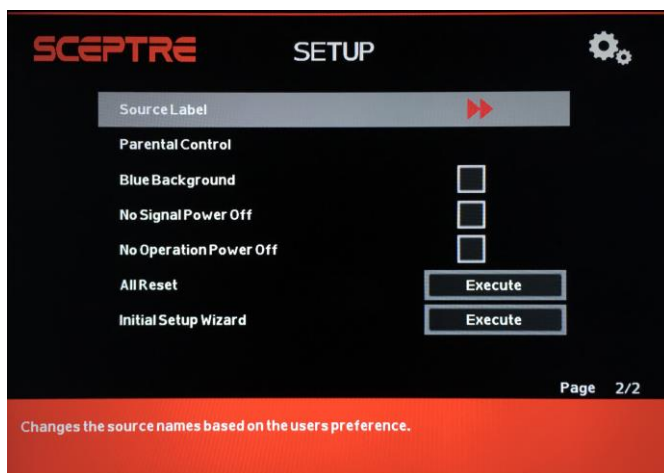 SCEPTRE SETUP
Source Label
Parental Control
Blue Background
No Signal Power Off
No Operation Power Off
All Reset Execute
Initial Setup Wizard Execute
Page 2/2
Changes the source names based on the users preference.